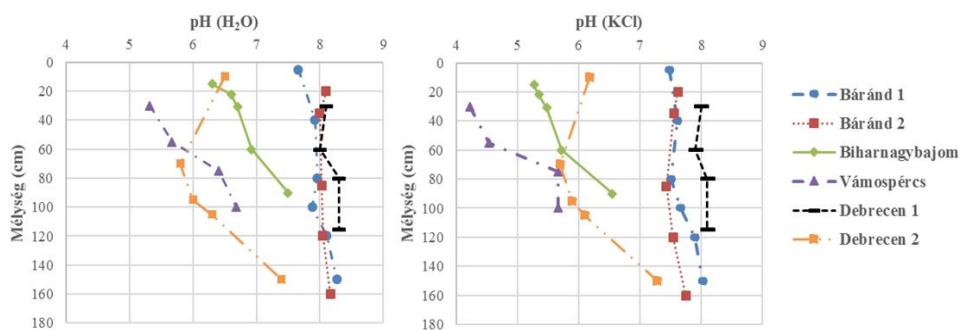 pH (H₂O)
4 5 6 7 8 9
0
20
40
60
80
100
120
140
160
180
Mélység (cm)
pH (KCl)
4 5 6 7 8 9
0
20
40
60
80
100
120
140
160
180
Mélység (cm)
Báránd 1
Báránd 2
Biharnagybajom
Vámospércs
Debrecen 1
Debrecen 2